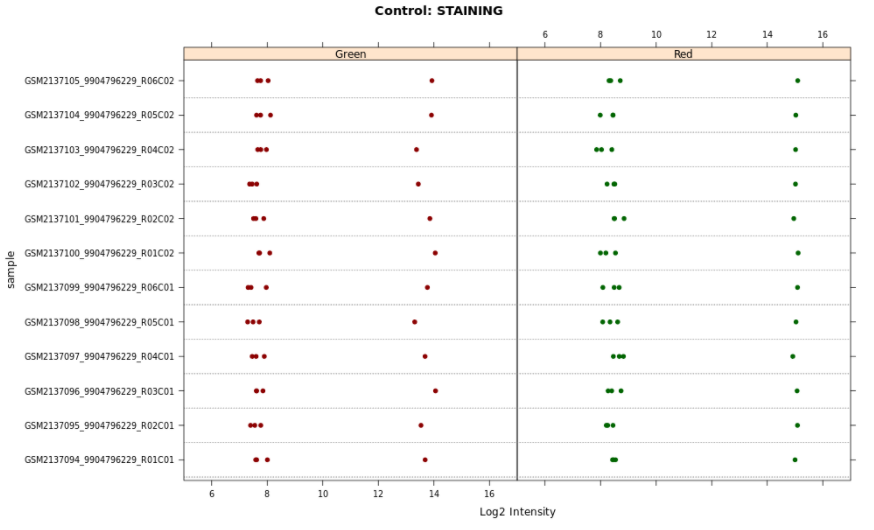 Control: STAINING
6 8 10 12 14 16
Green Red
GSM2137105_9904796229_R06C02
GSM2137104_9904796229_R05C02
GSM2137103_9904796229_R04C02
GSM2137102_9904796229_R03C02
GSM2137101_9904796229_R02C02
GSM2137100_9904796229_R01C02
GSM2137099_9904796229_R06C01
GSM2137098_9904796229_R05C01
GSM2137097_9904796229_R04C01
GSM2137096_9904796229_R03C01
GSM2137095_9904796229_R02C01
GSM2137094_9904796229_R01C01
sample
6 8 10 12 14 16
Log2 Intensity